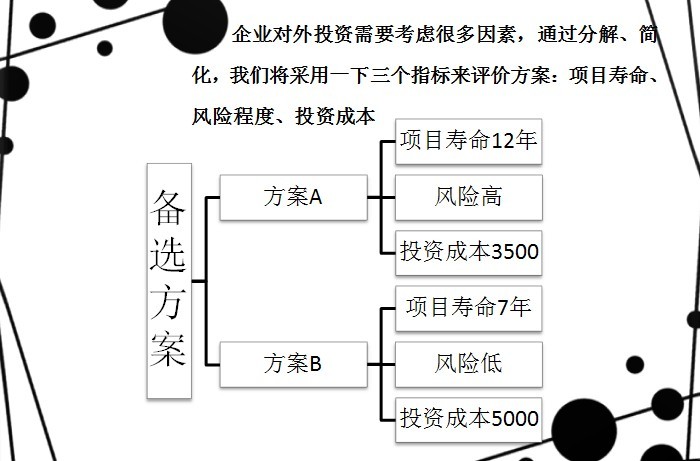 企业对外投资需要考虑很多因素，通过分解、简
化，我们将采用一下三个指标来评价方案：项目寿命、
风险程度、投资成本
备选方案
方案A
项目寿命12年
风险高
投资成本3500
方案B
项目寿命7年
风险低
投资成本5000